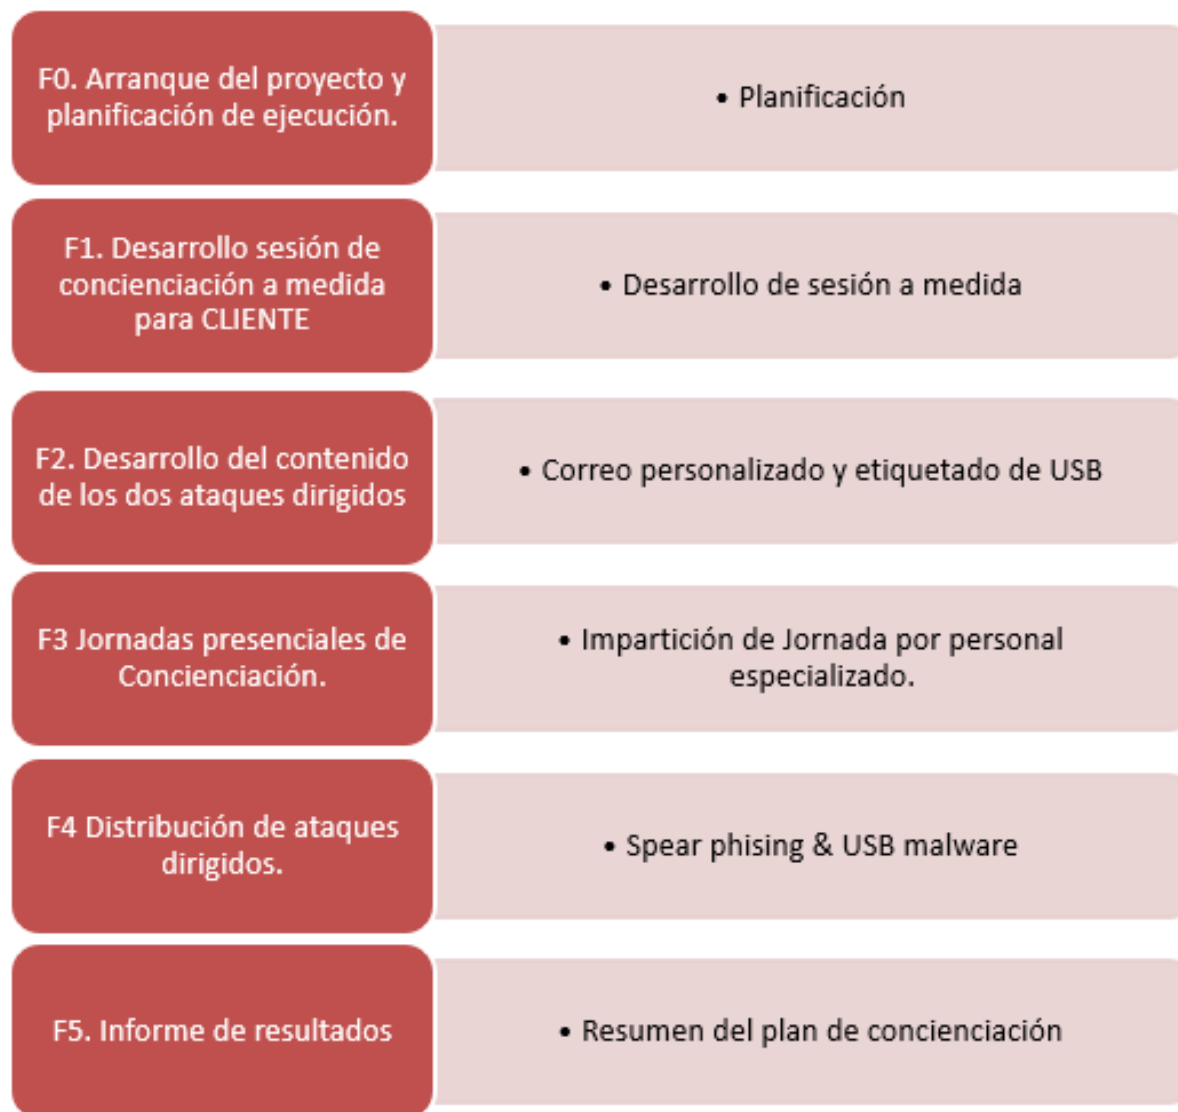 F0. Arranque del proyecto y
planificación de ejecución.
• Planificación
F1. Desarrollo sesión de
concienciación a medida
para CLIENTE
• Desarrollo de sesión a medida
F2. Desarrollo del contenido
de los dos ataques dirigidos
• Correo personalizado y etiquetado de USB
F3 Jornadas presenciales de
Concienciación.
• Impartición de Jornada por personal
especializado.
F4 Distribución de ataques
dirigidos.
• Spear phising & USB malware
F5. Informe de resultados
• Resumen del plan de concienciación